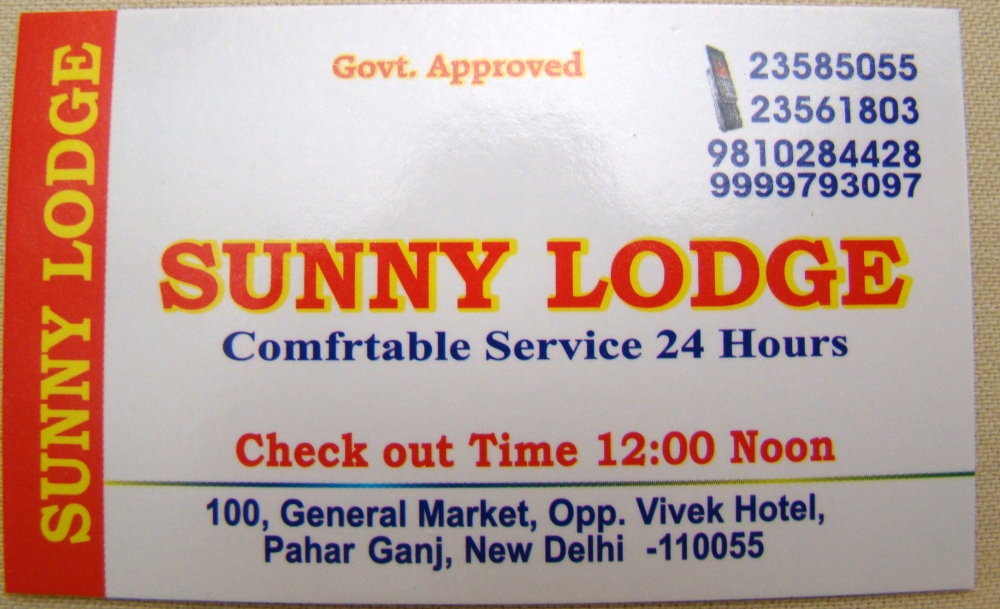 SUNNY LODGE
Govt. Approved
23585055
23561803
9810284428
9999793097
SUNNY LODGE
Comfrtable Service 24 Hours
Check out Time 12:00 Noon
100, General Market, Opp. Vivek Hotel,
Pahar Ganj, New Delhi -110055